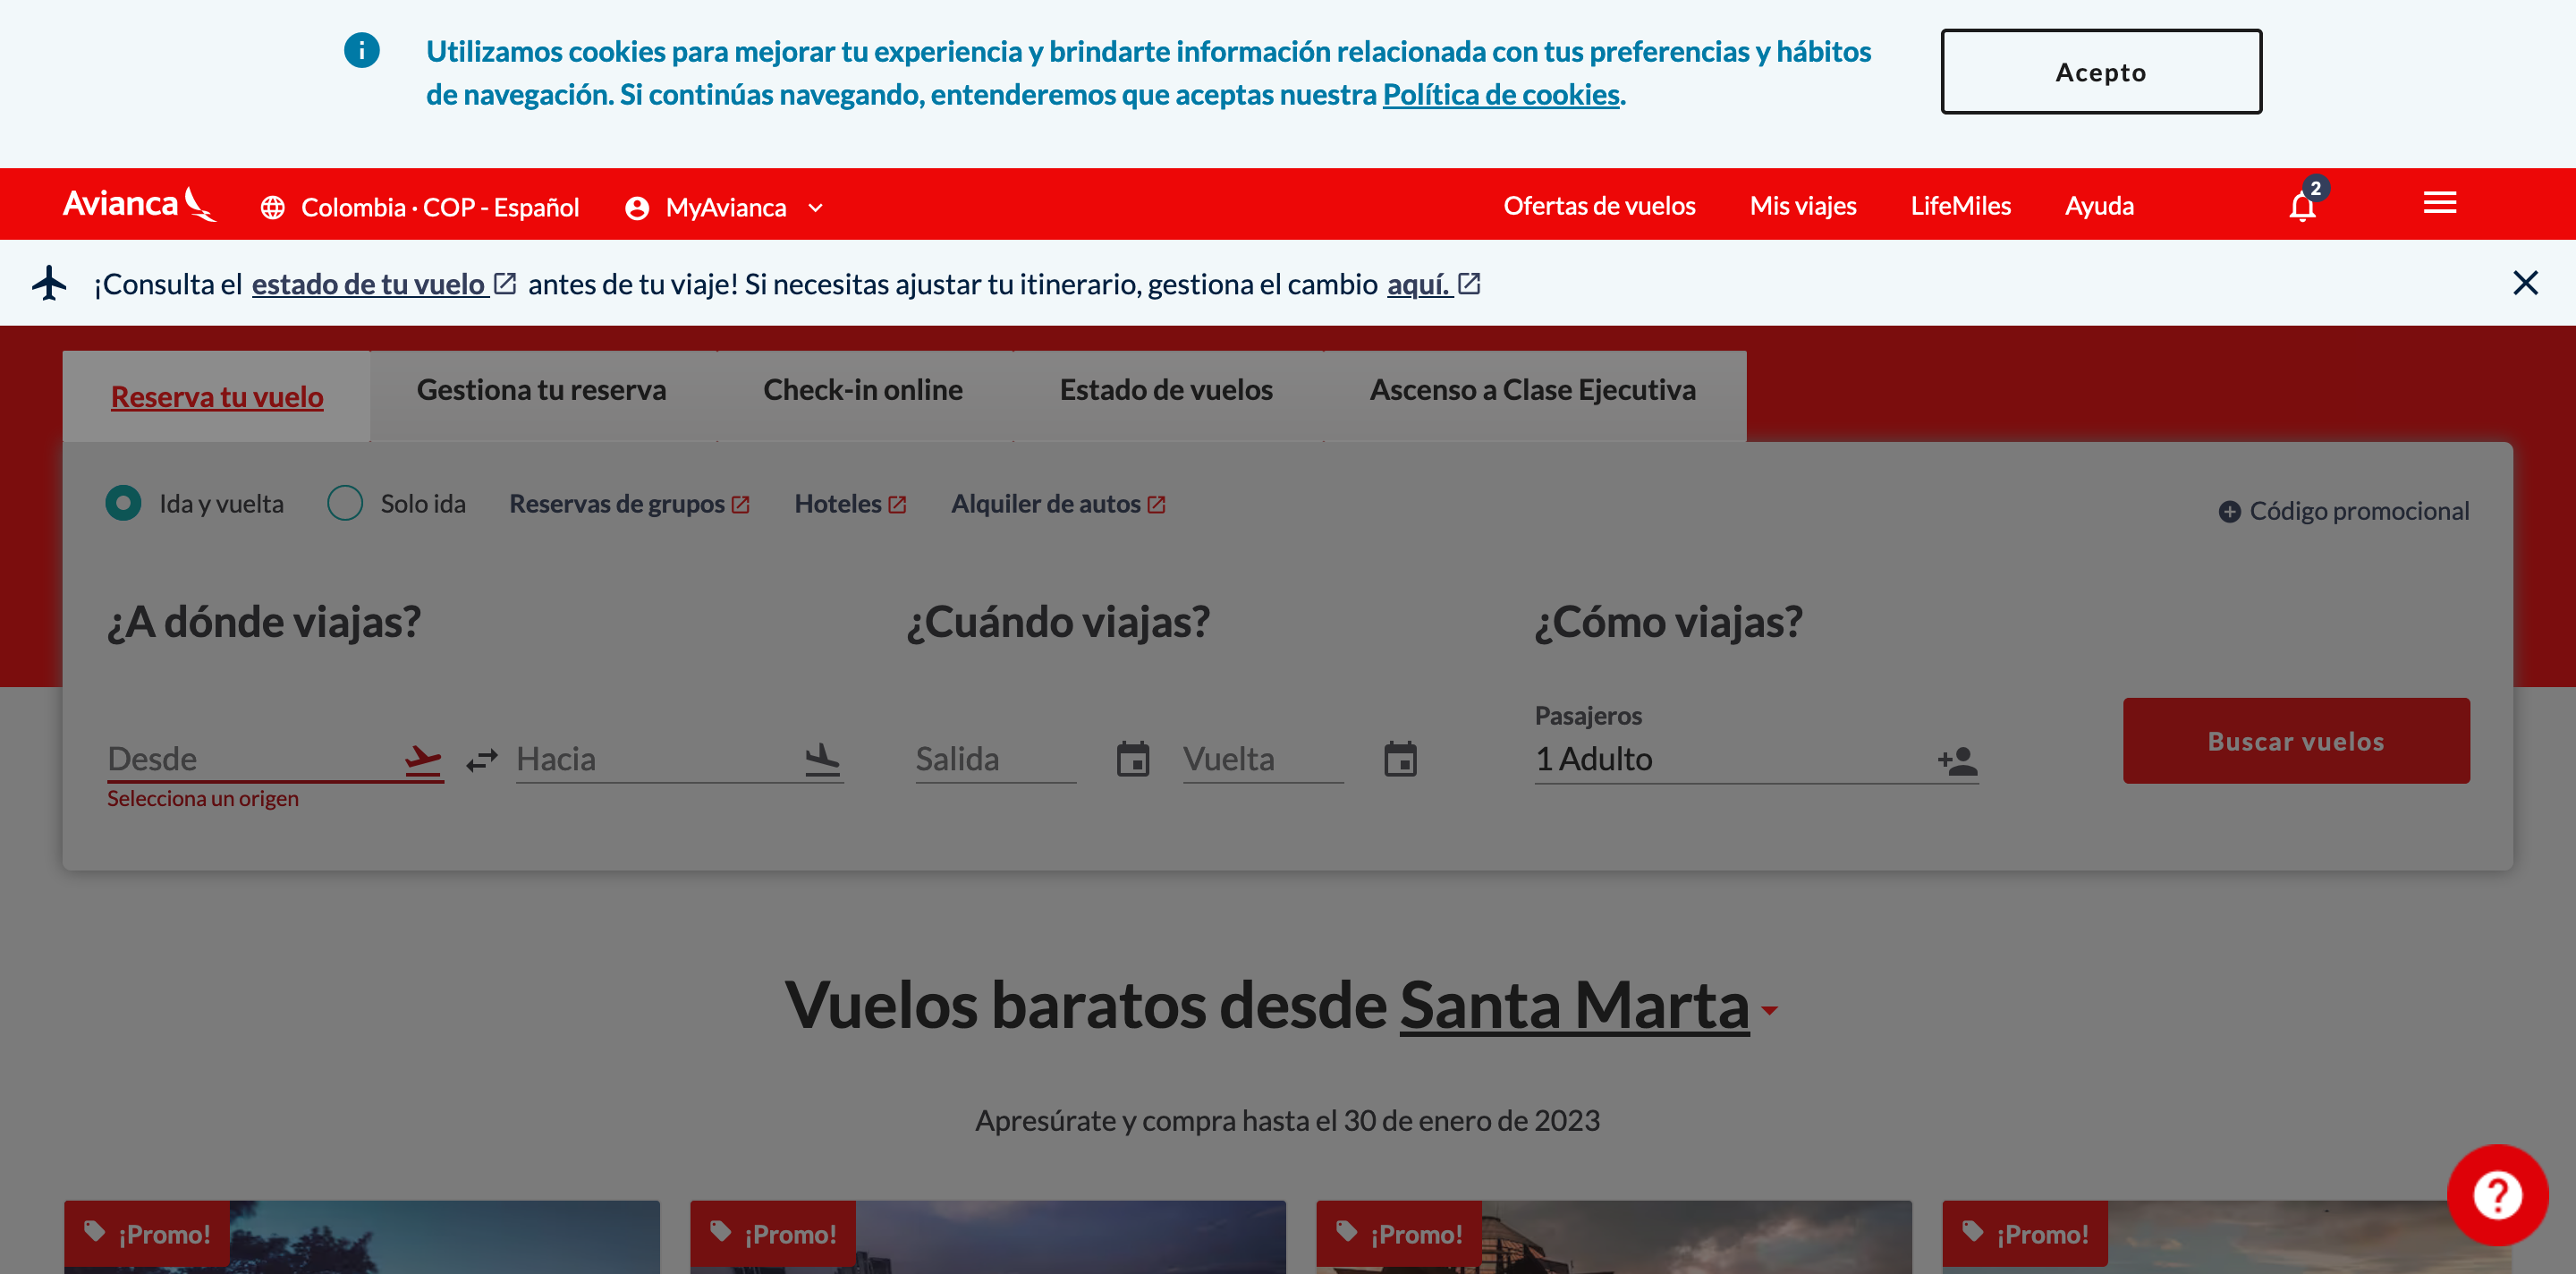 Utilizamos cookies para mejorar tu experiencia y brindarte información relacionada con tus preferencias y hábitos
de navegación. Si continúas navegando, entenderemos que aceptas nuestra Política de cookies.
Acepto
Avianca
Colombia · COP - Español
MyAvianca
Ofertas de vuelos
Mis viajes
LifeMiles
Ayuda
2
¡Consulta el estado de tu vuelo antes de tu viaje! Si necesitas ajustar tu itinerario, gestiona el cambio aquí.
Reserva tu vuelo
Gestiona tu reserva
Check-in online
Estado de vuelos
Ascenso a Clase Ejecutiva
Ida y vuelta
Solo ida
Reservas de grupos
Hoteles
Alquiler de autos
Código promocional
¿A dónde viajas?
¿Cuándo viajas?
¿Cómo viajas?
Pasajeros
Desde
Hacia
Salida
Vuelta
1 Adulto
Buscar vuelos
Selecciona un origen
Vuelos baratos desde Santa Marta
Apresúrate y compra hasta el 30 de enero de 2023
¡Promo!
¡Promo!
¡Promo!
¡Promo!